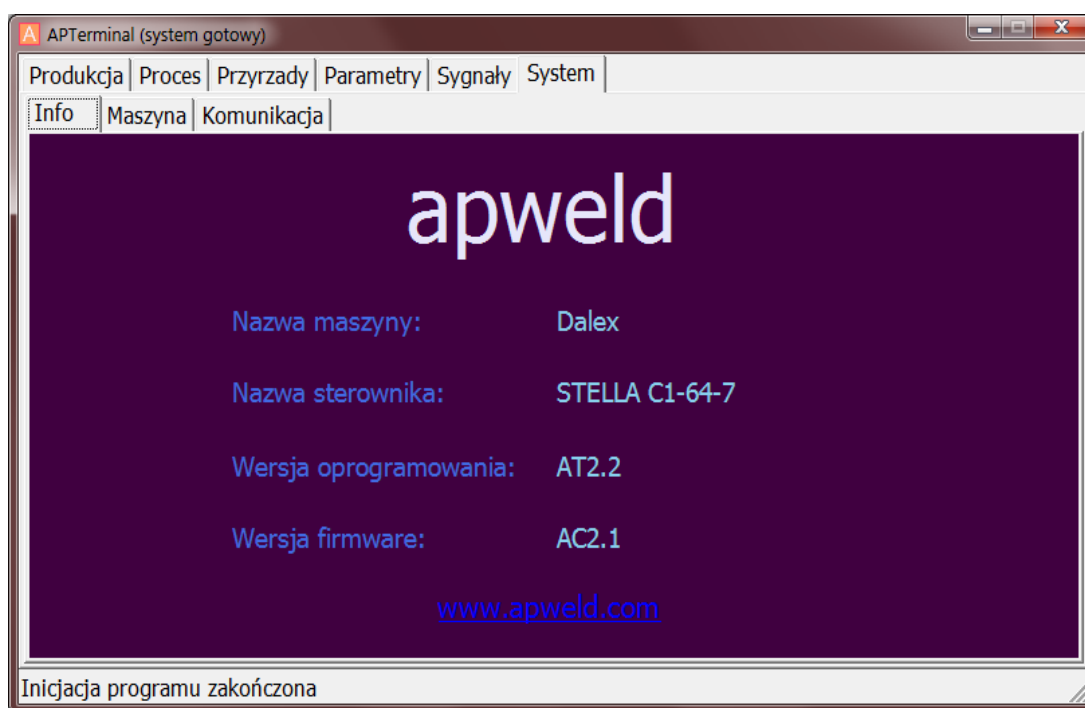 A APTerminal (system gotowy)
Produkcja Proces Przyrzady Parametry Sygnały System
Info Maszyna Komunikacja
apweld
Nazwa maszyny: Dalex
Nazwa sterownika: STELLA C1-64-7
Wersja oprogramowania: AT2.2
Wersja firmware: AC2.1
www.apweld.com
Inicjacja programu zakończona